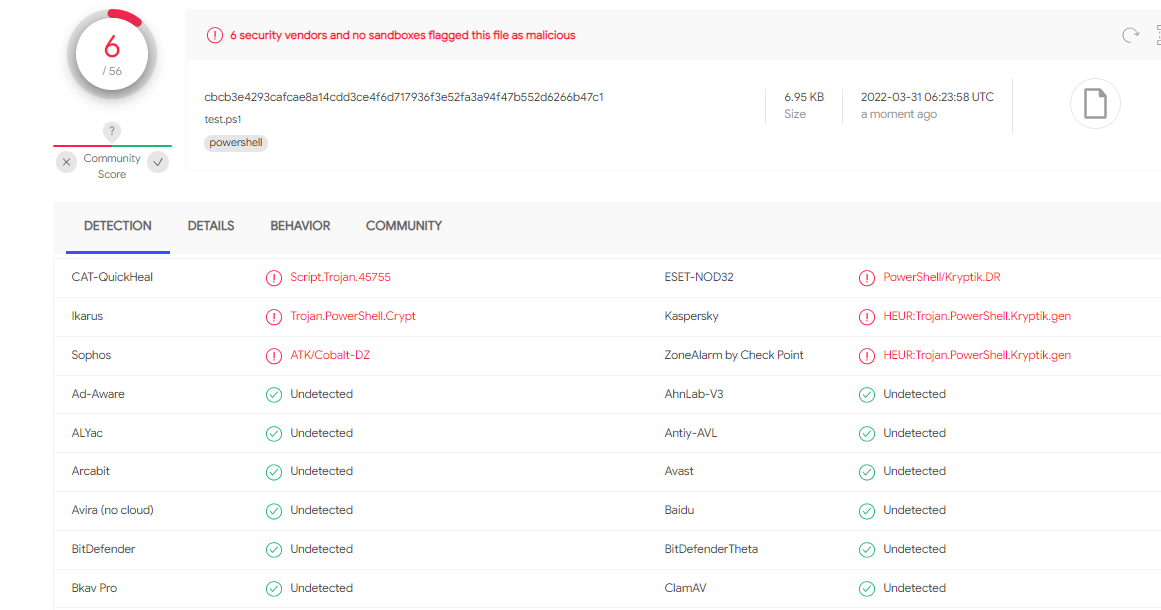 6
/ 56
?
Community
Score
6 security vendors and no sandboxes flagged this file as malicious
cbcb3e4293cafcae8a14cdd3ce4f6d717936f3e52fa3a94f47b552d6266b47c1
test.ps1
powershell
6.95 KB
Size
2022-03-31 06:23:58 UTC
a moment ago
DETECTION DETAILS BEHAVIOR COMMUNITY
CAT-QuickHeal Script.Trojan.45755 ESET-NOD32 PowerShell/Kryptik.DR
Ikarus Trojan.PowerShell.Crypt Kaspersky HEUR:Trojan.PowerShell.Kryptik.gen
Sophos ATK/Cobalt-DZ ZoneAlarm by Check Point HEUR:Trojan.PowerShell.Kryptik.gen
Ad-Aware Undetected AhnLab-V3 Undetected
ALYac Undetected Antiy-AVL Undetected
Arcabit Undetected Avast Undetected
Avira (no cloud) Undetected Baidu Undetected
BitDefender Undetected BitDefenderTheta Undetected
Bkav Pro Undetected ClamAV Undetected